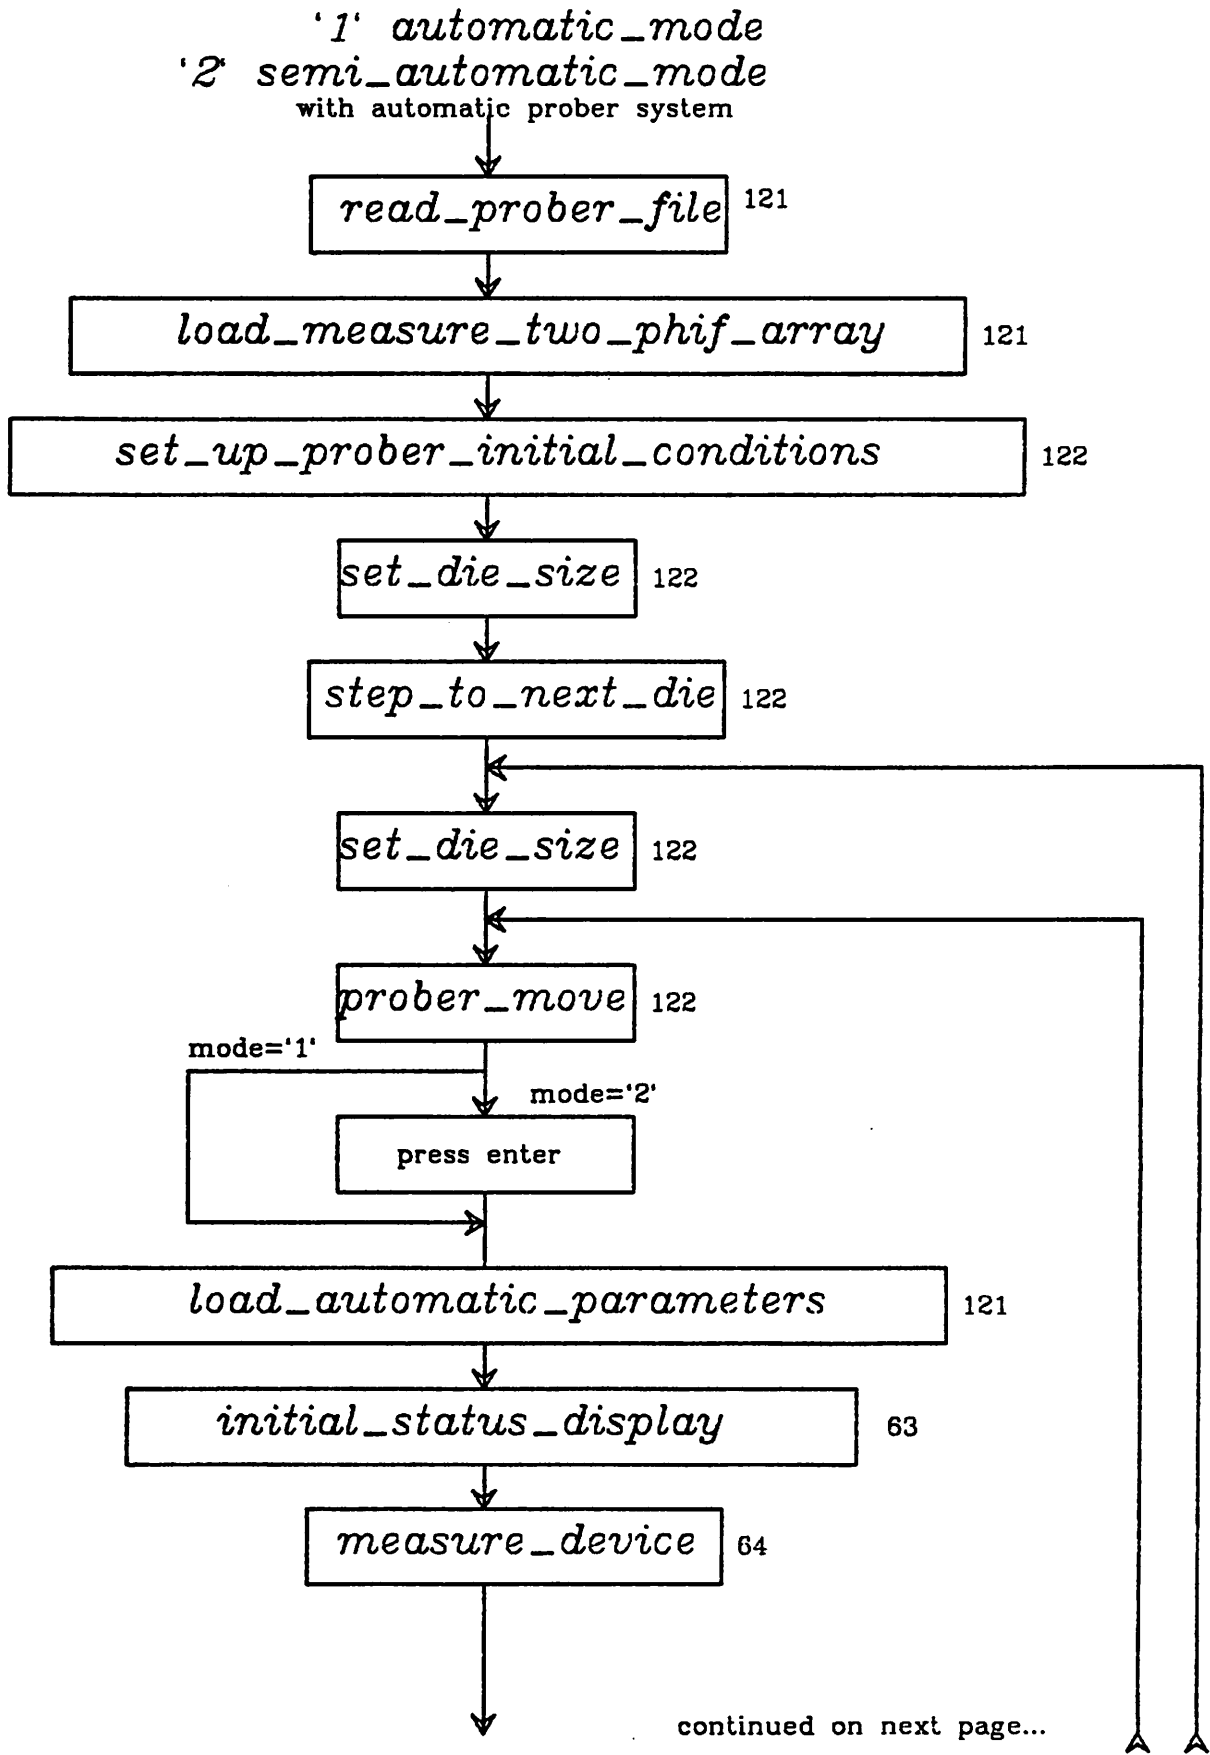 ‘1‘ automatic_mode
‘2‘ semi_automatic_mode
with automatic prober system
read_prober_file 121
load_measure_two_phif_array 121
set_up_prober_initial_conditions 122
set_die_size 122
step_to_next_die 122
set_die_size 122
prober_move 122
mode=‘1‘
mode=‘2‘
press enter
load_automatic_parameters 121
initial_status_display 63
measure_device 64
continued on next page...